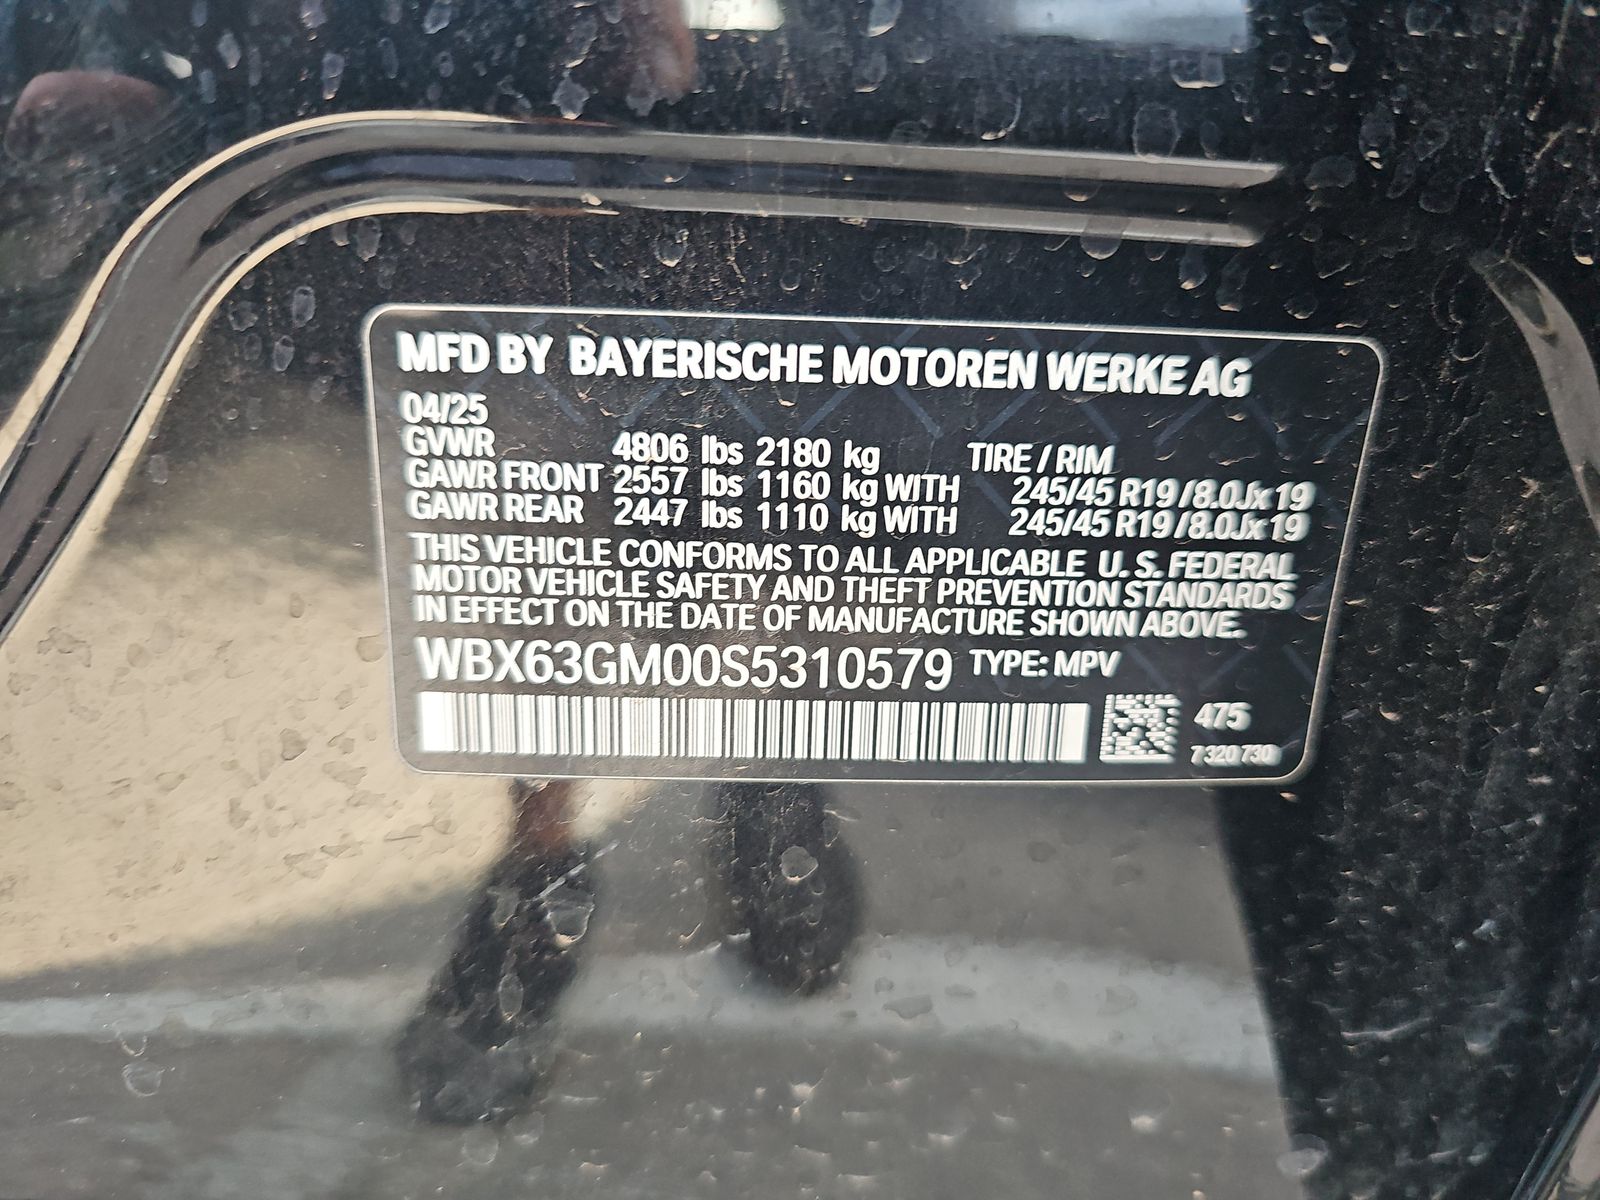 MFD BY BAYERISCHE MOTOREN WERKE AG
04/25
GVWR 4806 lbs 2180 kg TIRE / RIM
GAWR FRONT 2557 lbs 1160 kg WITH 245/45 R19 /8.0Jx19
GAWR REAR 2447 lbs 1110 kg WITH 245/45 R19 /8.0Jx19
THIS VEHICLE CONFORMS TO ALL APPLICABLE U. S. FEDERAL
MOTOR VEHICLE SAFETY AND THEFT PREVENTION STANDARDS
IN EFFECT ON THE DATE OF MANUFACTURE SHOWN ABOVE.
WBX63GM00S5310579 TYPE: MPV
475
7 320 730